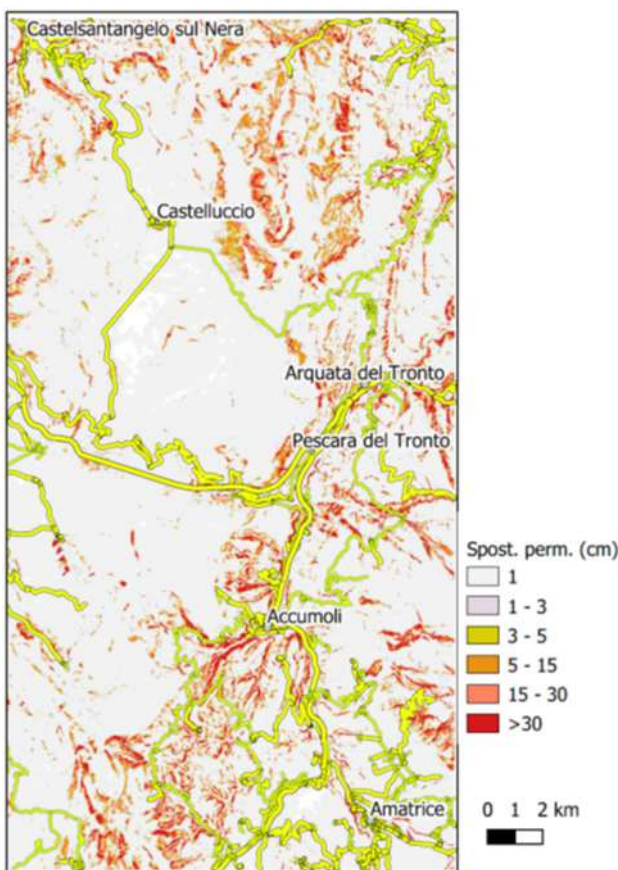 Castelsantangelo sul Nera
Castelluccio
Arquata del Tronto
Pescara del Tronto
Accumoli
Amatrice
Spost. perm. (cm)
1
1 - 3
3 - 5
5 - 15
15 - 30
>30
0 1 2 km